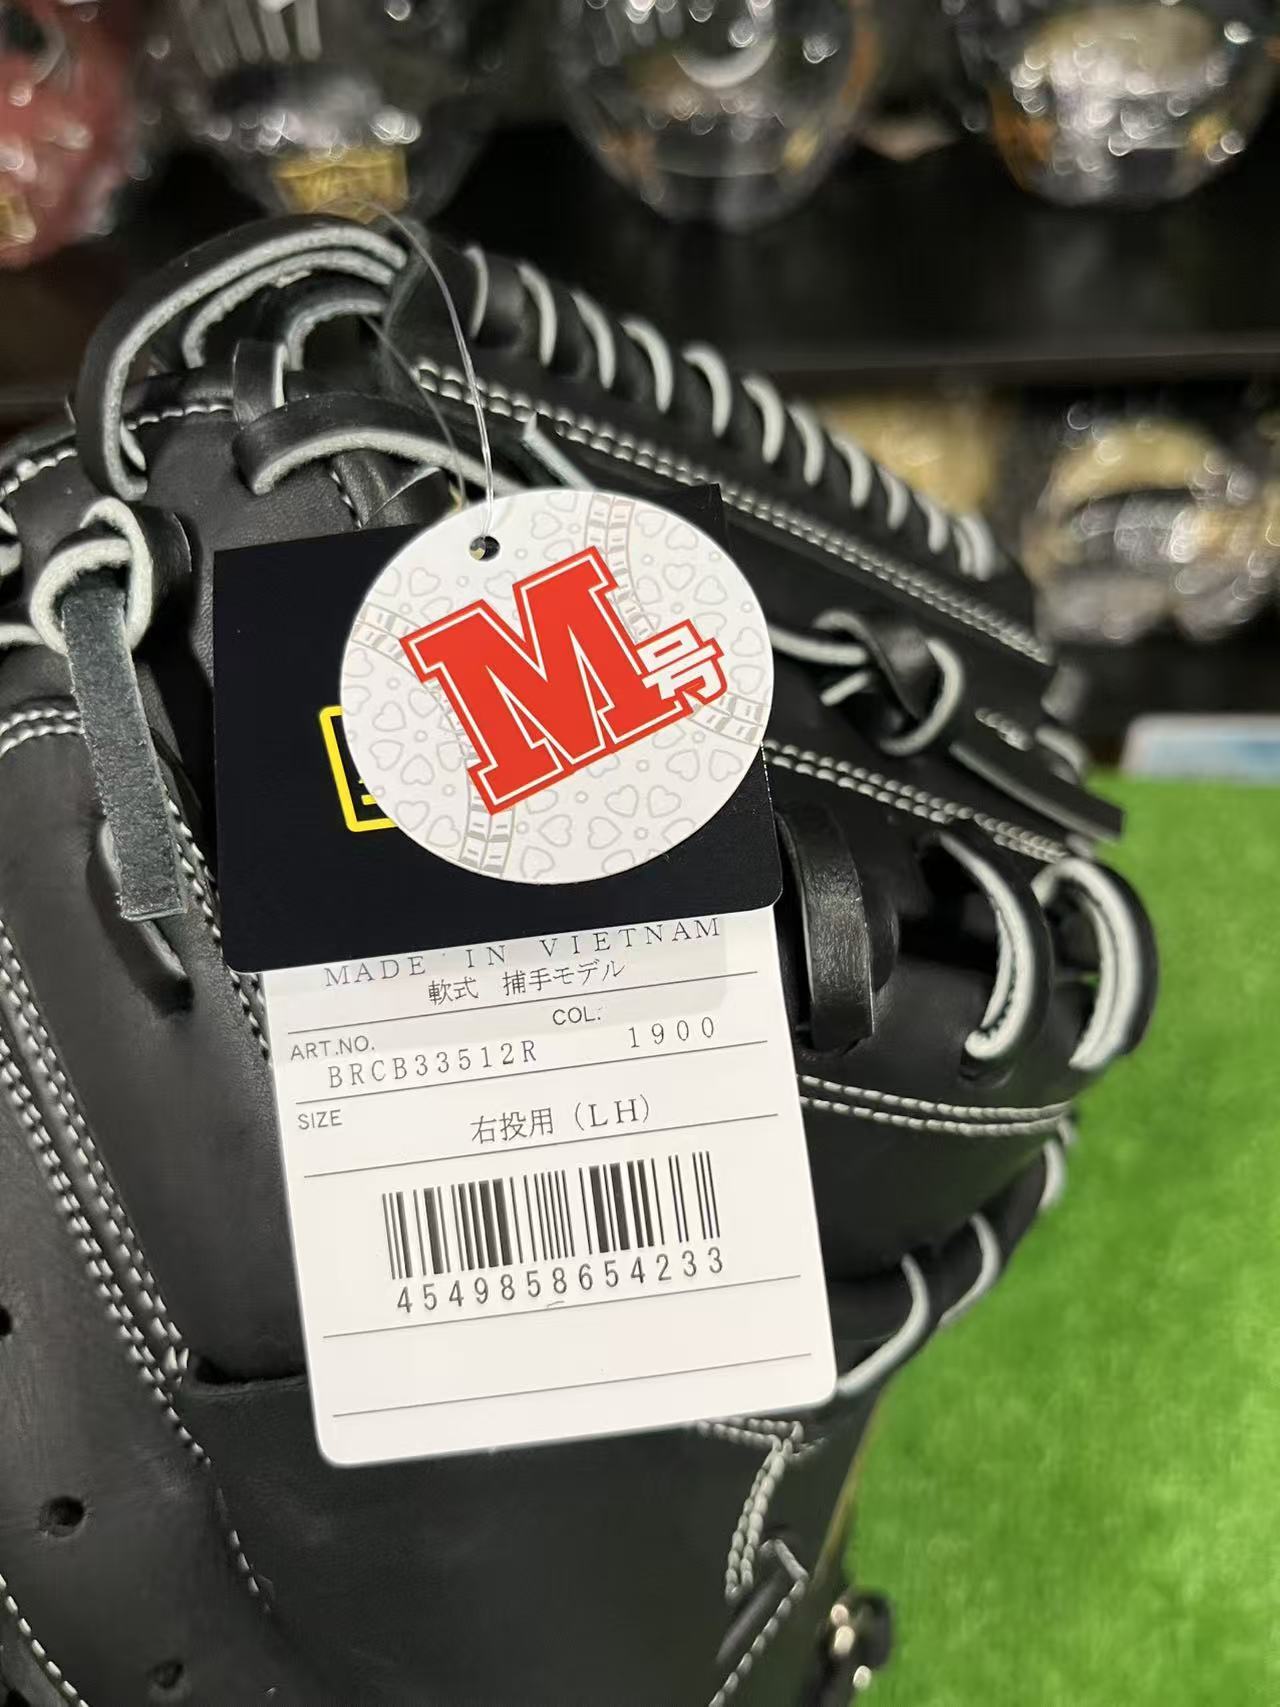 M号
MADE IN VIETNAM
軟式 捕手モデル
ART.NO. COL:
BRCB33512R 1900
SIZE
右投用（LH）
4549858654233